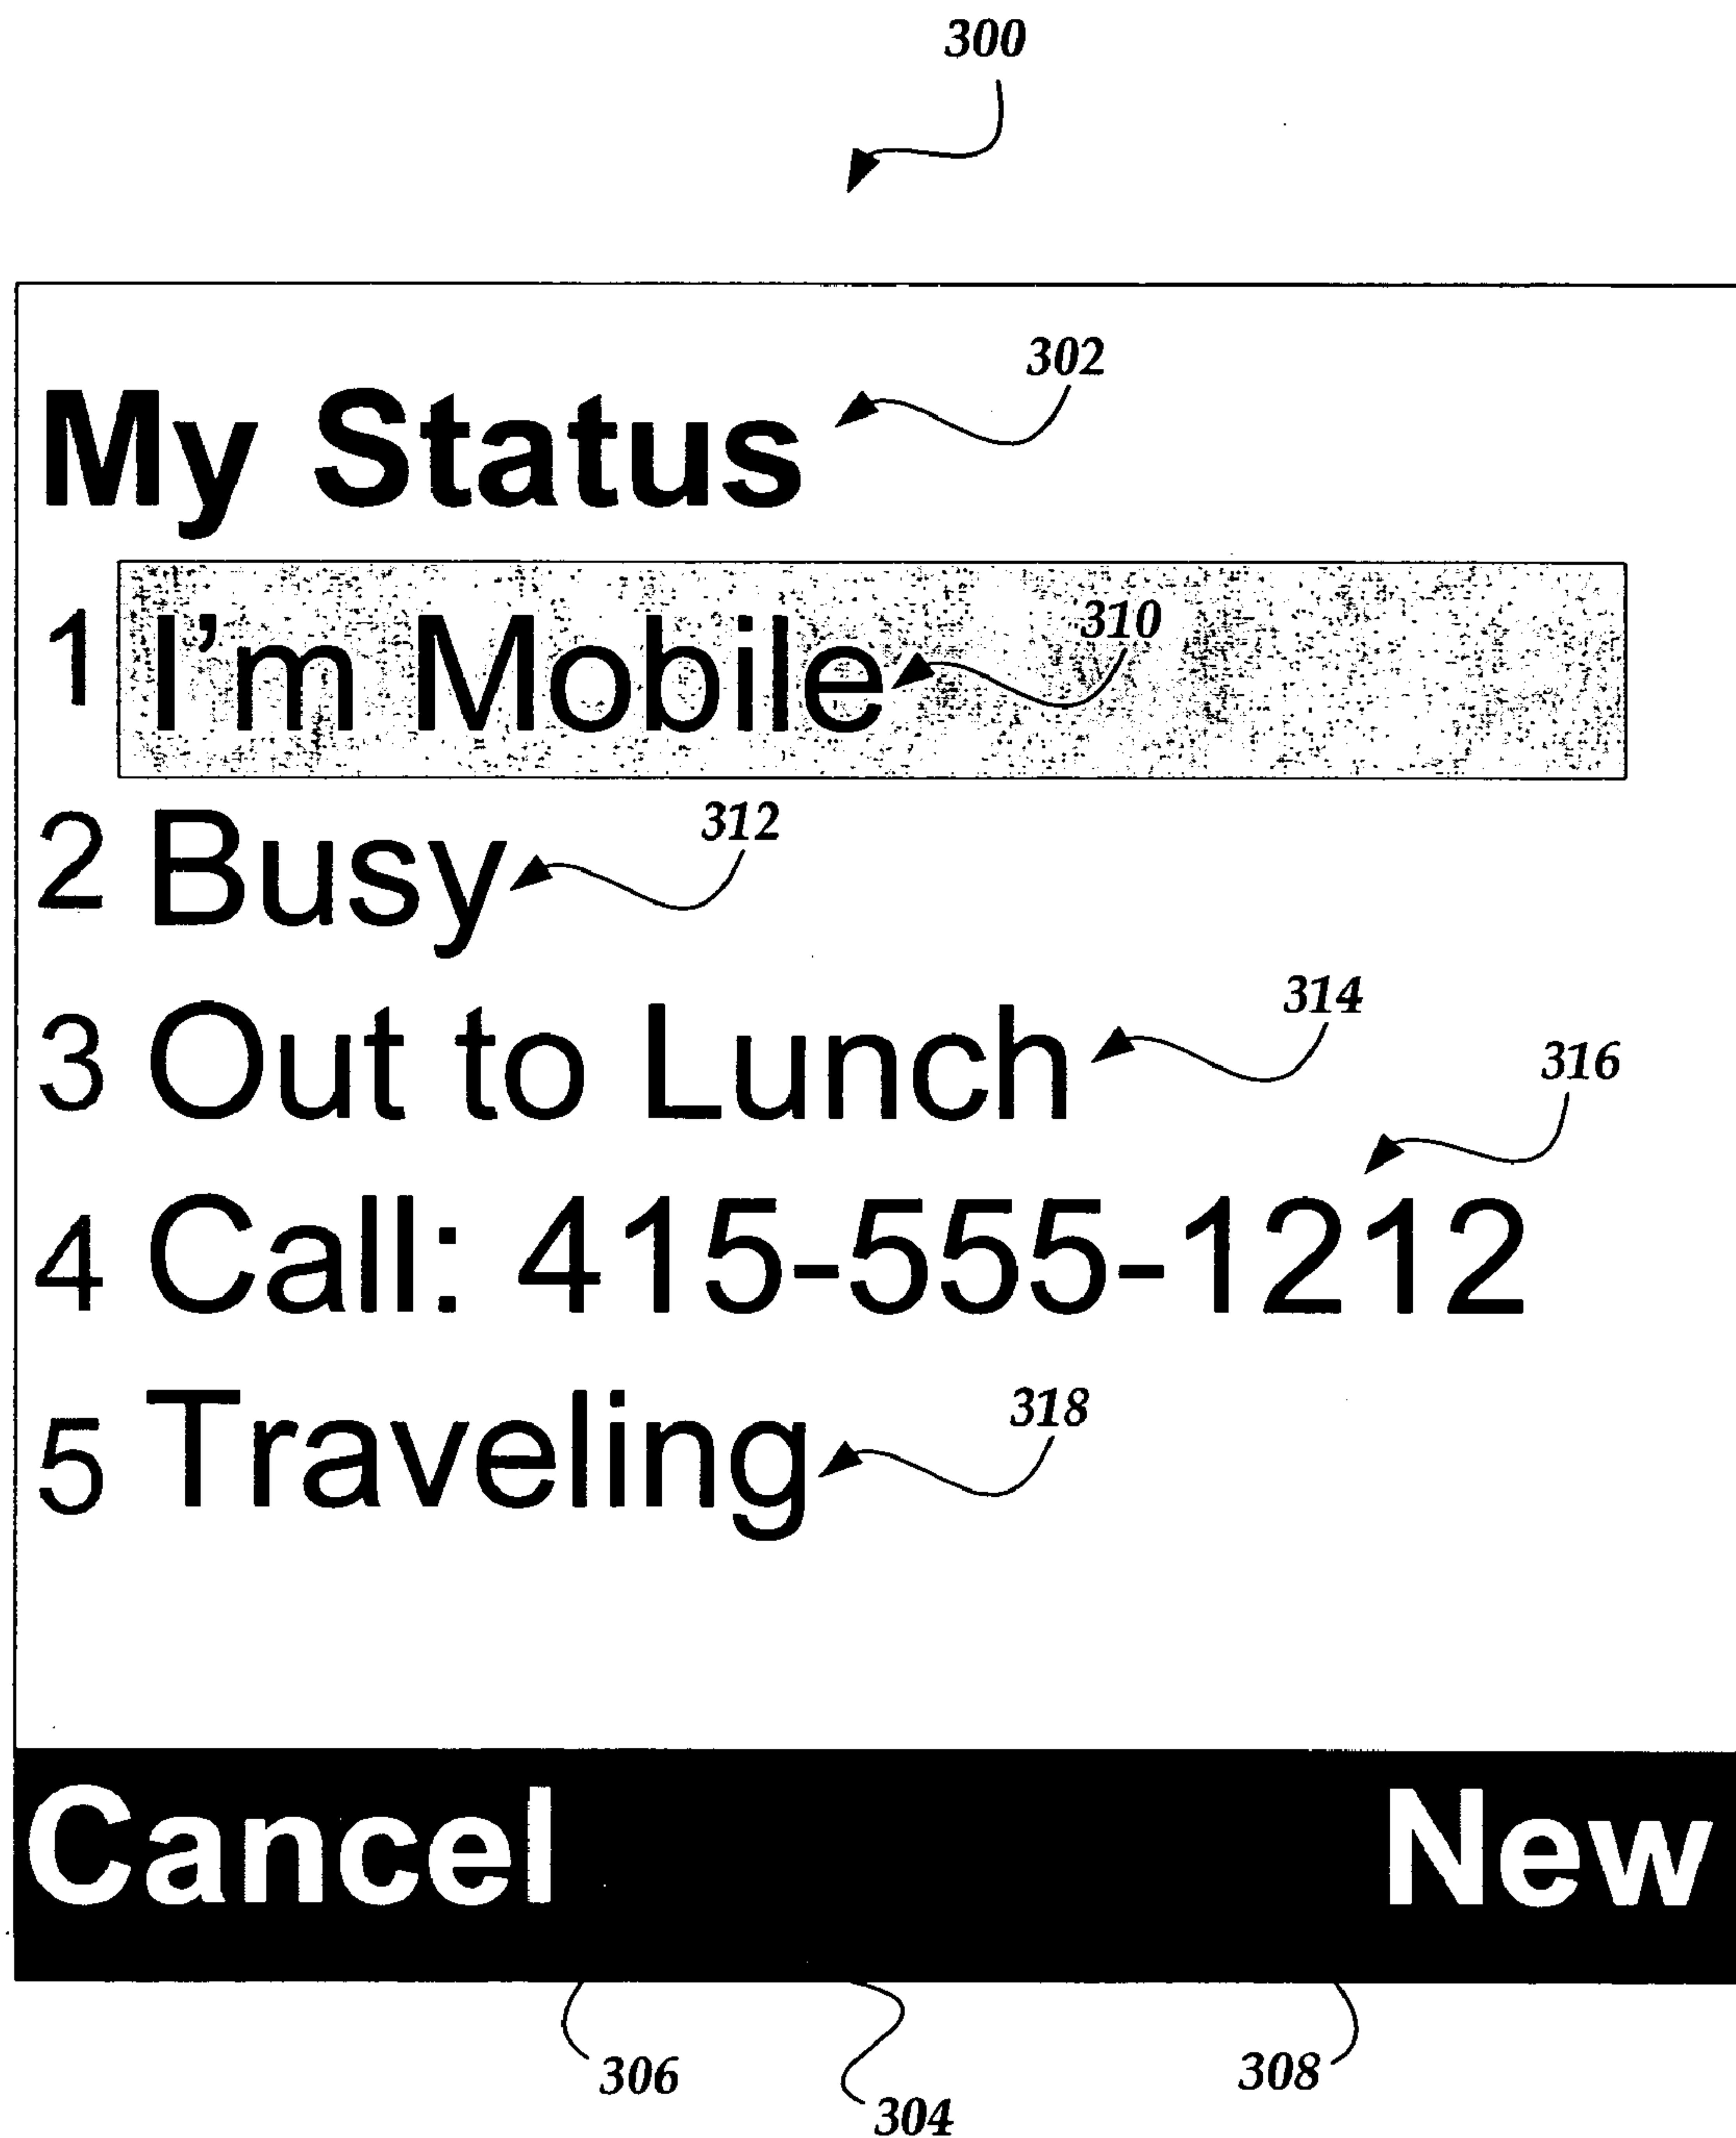 300
My Status 302
1 I’m Mobile 310
2 Busy 312
3 Out to Lunch 314
316
4 Call: 415-555-1212
5 Traveling 318
Cancel New
306 304 308